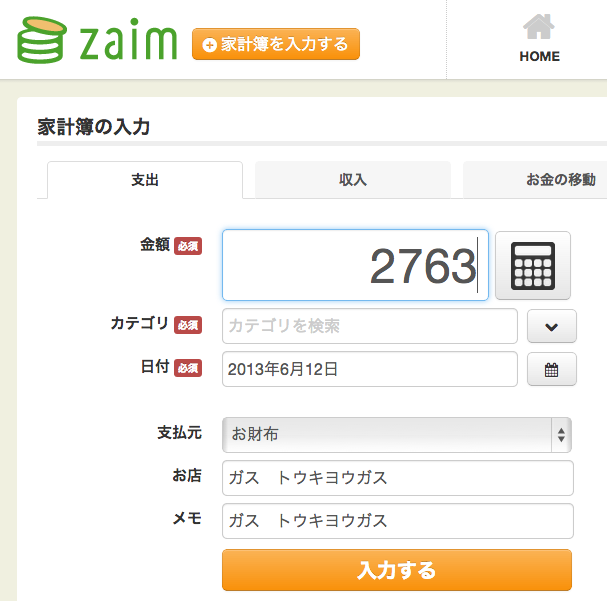 zaim
家計簿を入力する
HOME
家計簿の入力
支出
収入
お金の移動
金額 必須
2763
カテゴリ 必須
カテゴリを検索
日付 必須
2013年6月12日
支払元
お財布
お店
ガス　トウキヨウガス
メモ
ガス　トウキヨウガス
入力する